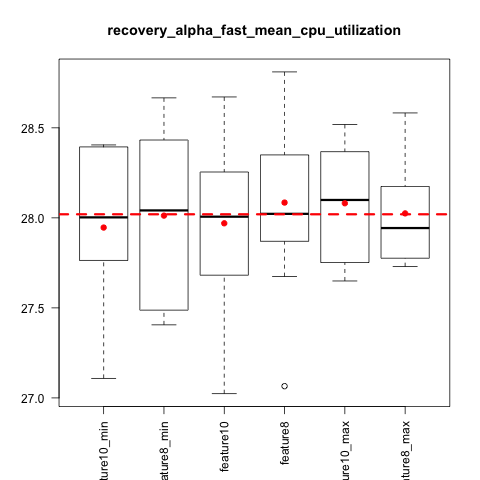 recovery_alpha_fast_mean_cpu_utilization
28.5
28.0
27.5
27.0
ture10_min
ature8_min
feature10
feature8
ure10_max
ture8_max